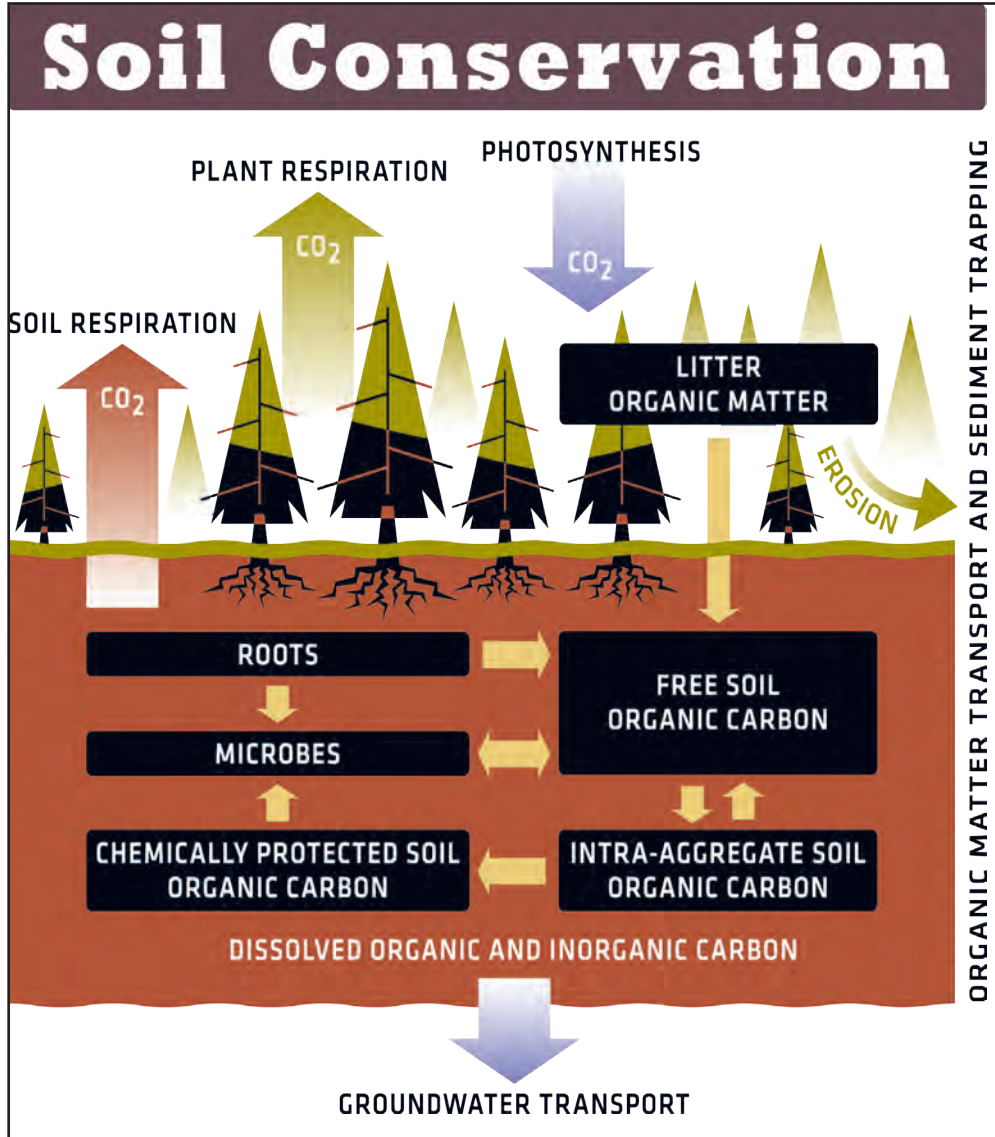 Soil Conservation
PHOTOSYNTHESIS
PLANT RESPIRATION
CO2
CO2
SOIL RESPIRATION
CO2
LITTER
ORGANIC MATTER
EROSION
ORGANIC MATTER TRANSPORT AND SEDIMENT TRAPPING
ROOTS
FREE SOIL
ORGANIC CARBON
MICROBES
CHEMICALLY PROTECTED SOIL
ORGANIC CARBON
INTRA-AGGREGATE SOIL
ORGANIC CARBON
DISSOLVED ORGANIC AND INORGANIC CARBON
GROUNDWATER TRANSPORT